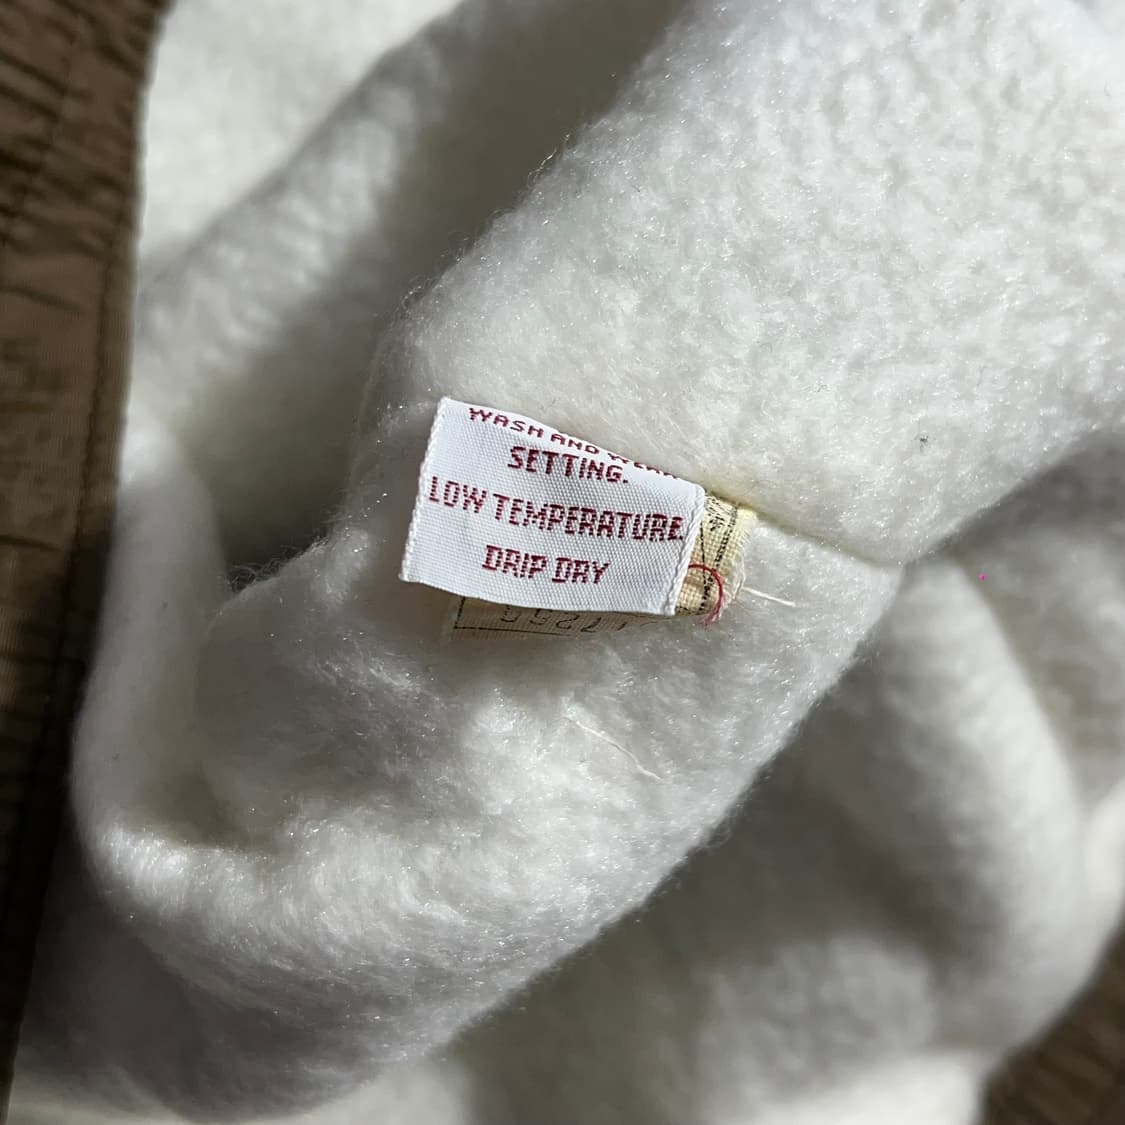 WASH AND WEAR
SETTING.
LOW TEMPERATURE.
DRIP DRY